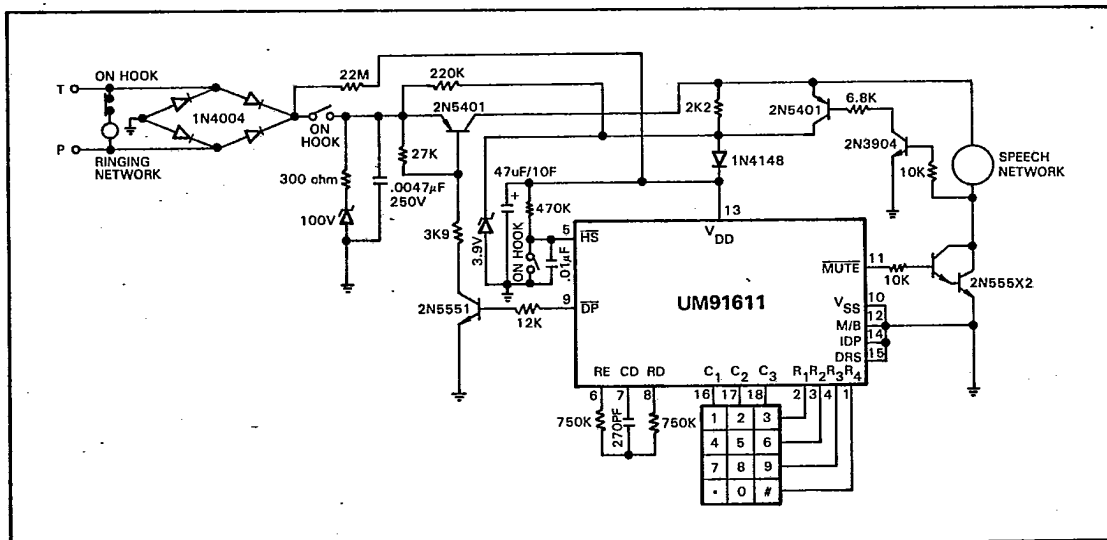 ON HOOK
T
P
RINGING
NETWORK
1N4004
22M
ON
HOOK
220K
2N5401
27K
300 ohm
.0047μF
250V
100V
3K9
2N5551
3.9V
47uF/10F
+
470K
ON HOOK
.01μF
12K
2K2
1N4148
2N5401
6.8K
2N3904
10K
SPEECH
NETWORK
13
VDD
5 HS
9 DP
UM91611
MUTE 11
10K
2N555X2
VSS 10
M/B 12
IDP 14
DRS 15
RE CD RD
6 7 8
750K
270PF
750K
C1 C2 C3 R1 R2 R3 R4
16 17 18 2 3 4 1
1 2 3
4 5 6
7 8 9
• 0 #